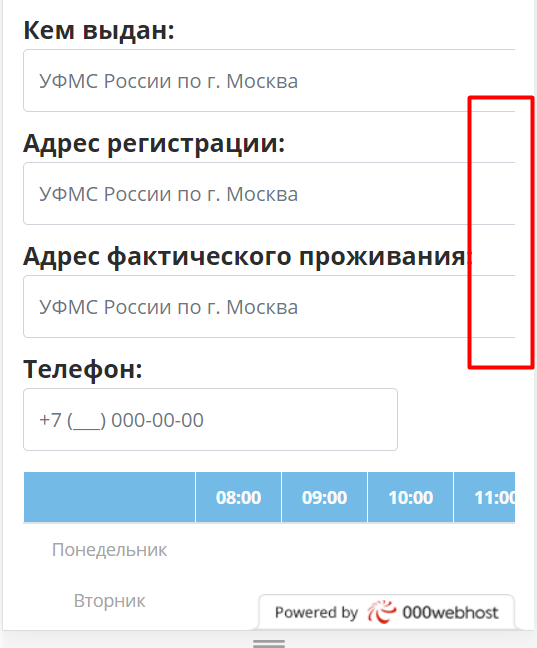 Кем выдан:
УФМС России по г. Москва
Адрес регистрации:
УФМС России по г. Москва
Адрес фактического проживания:
УФМС России по г. Москва
Телефон:
+7 (___) 000-00-00
08:00 09:00 10:00 11:00
Понедельник
Вторник
Powered by 000webhost